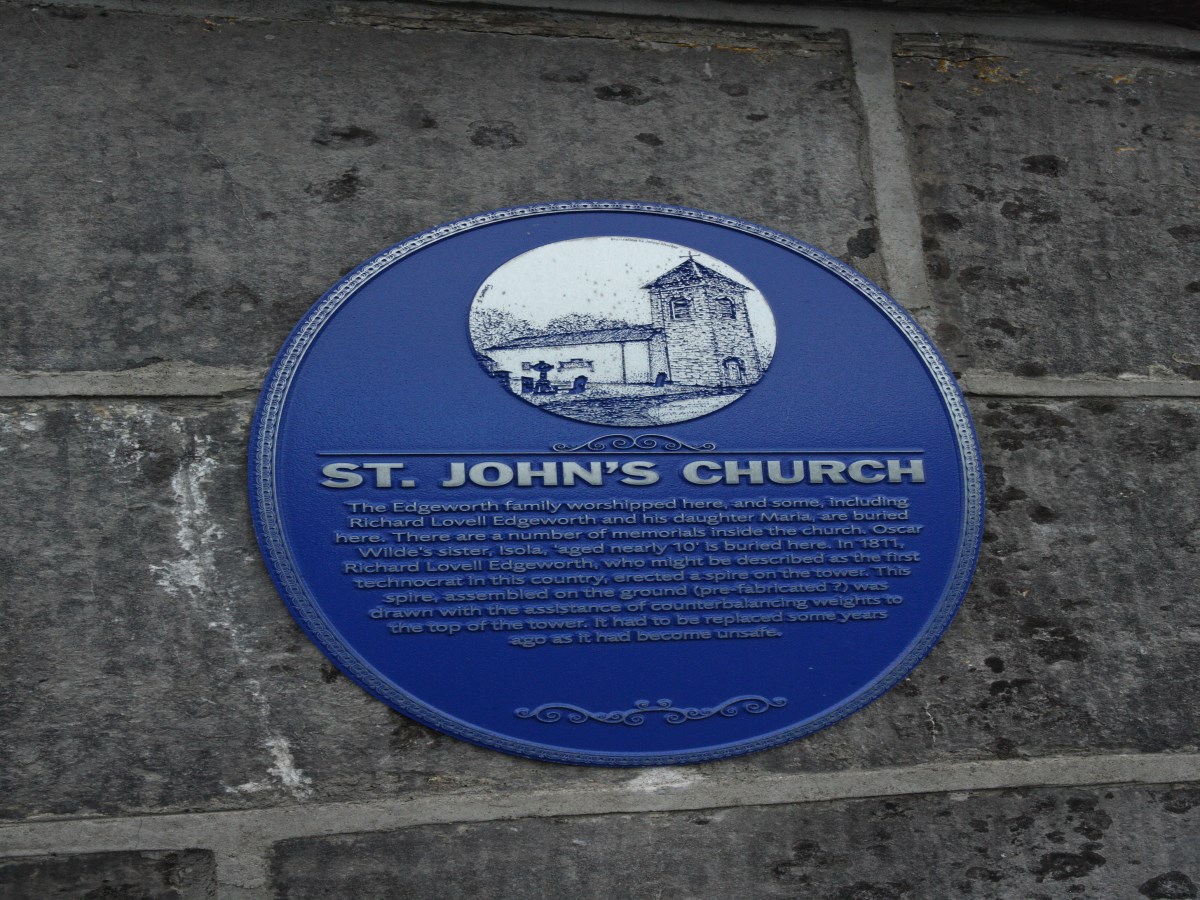 ST. JOHN'S CHURCH
The Edgeworth family worshipped here, and some, including
Richard Lovell Edgeworth and his daughter Maria, are buried
here. There are a number of memorials inside the church. Oscar
Wilde's sister, Isola, 'aged nearly 10' is buried here. In 1811,
Richard Lovell Edgeworth, who might be described as the first
technocrat in this country, erected a spire on the tower. This
spire, assembled on the ground (pre-fabricated ?) was
drawn with the assistance of counterbalancing weights to
the top of the tower. It had to be replaced some years
ago as it had become unsafe.